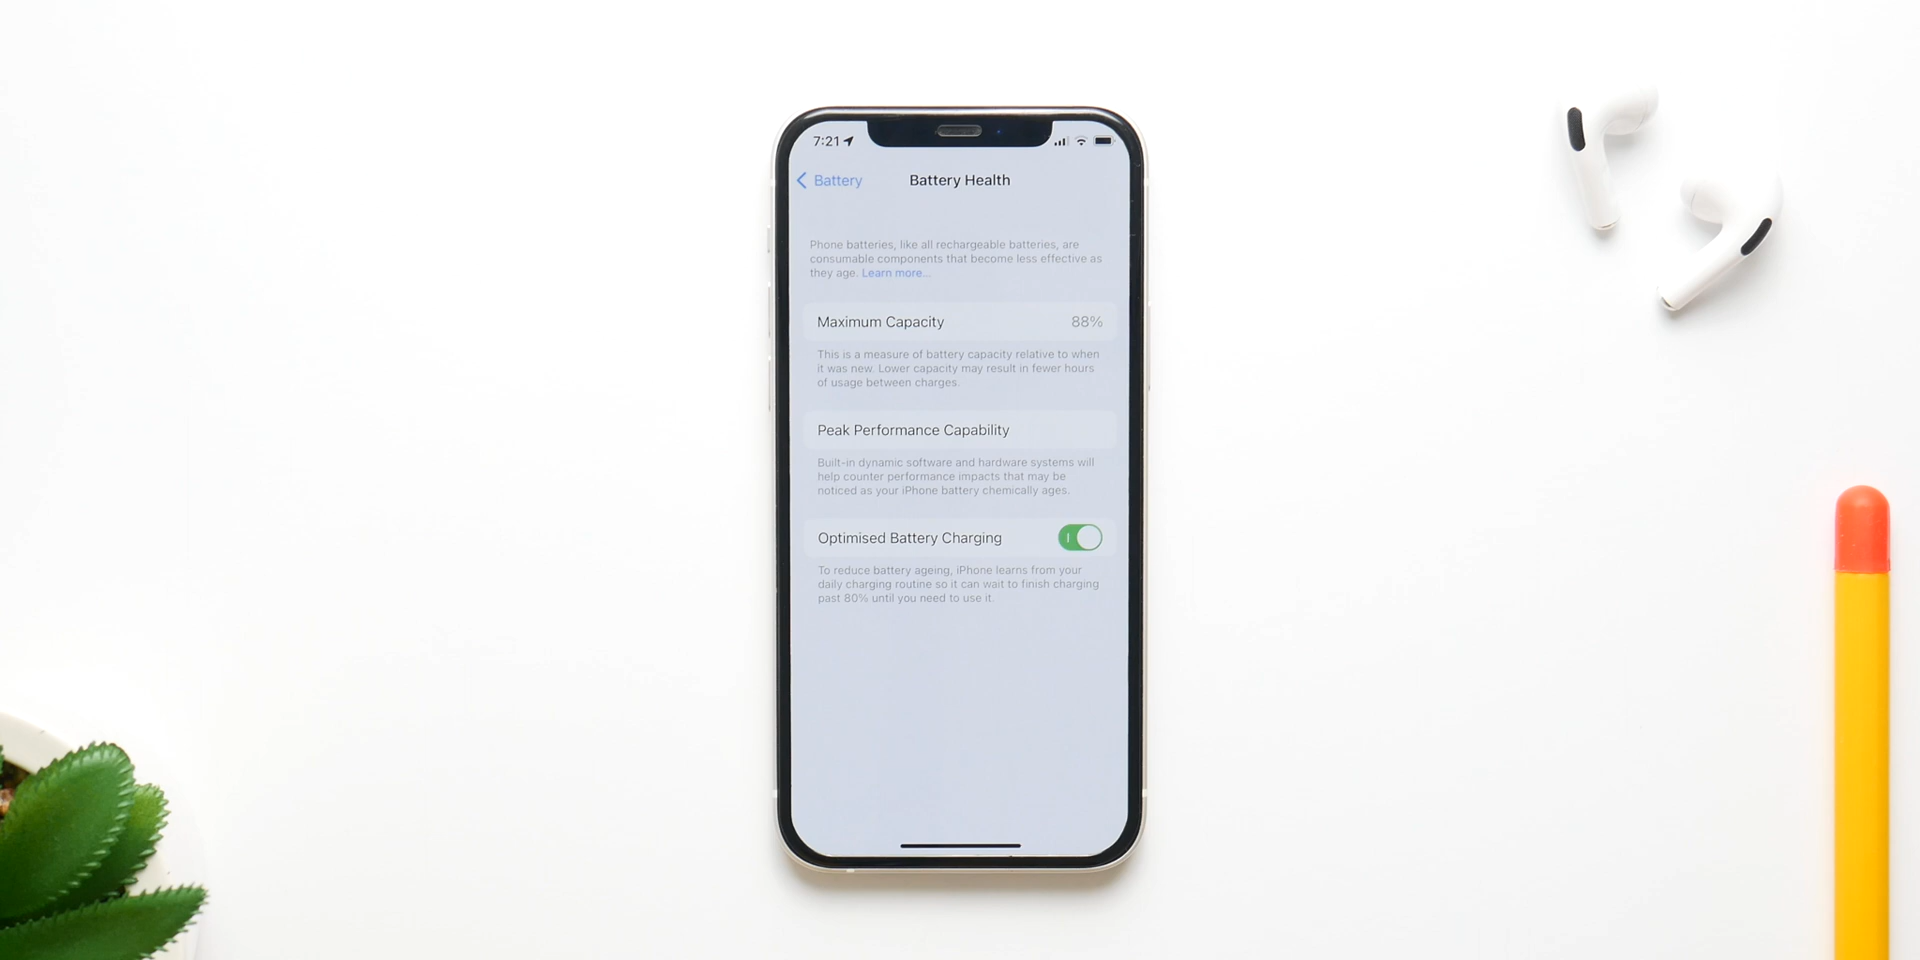 7:21
Battery
Battery Health
Phone batteries, like all rechargeable batteries, are
consumable components that become less effective as
they age. Learn more...
Maximum Capacity 88%
This is a measure of battery capacity relative to when
it was new. Lower capacity may result in fewer hours
of usage between charges.
Peak Performance Capability
Built-in dynamic software and hardware systems will
help counter performance impacts that may be
noticed as your iPhone battery chemically ages.
Optimised Battery Charging
To reduce battery ageing, iPhone learns from your
daily charging routine so it can wait to finish charging
past 80% until you need to use it.